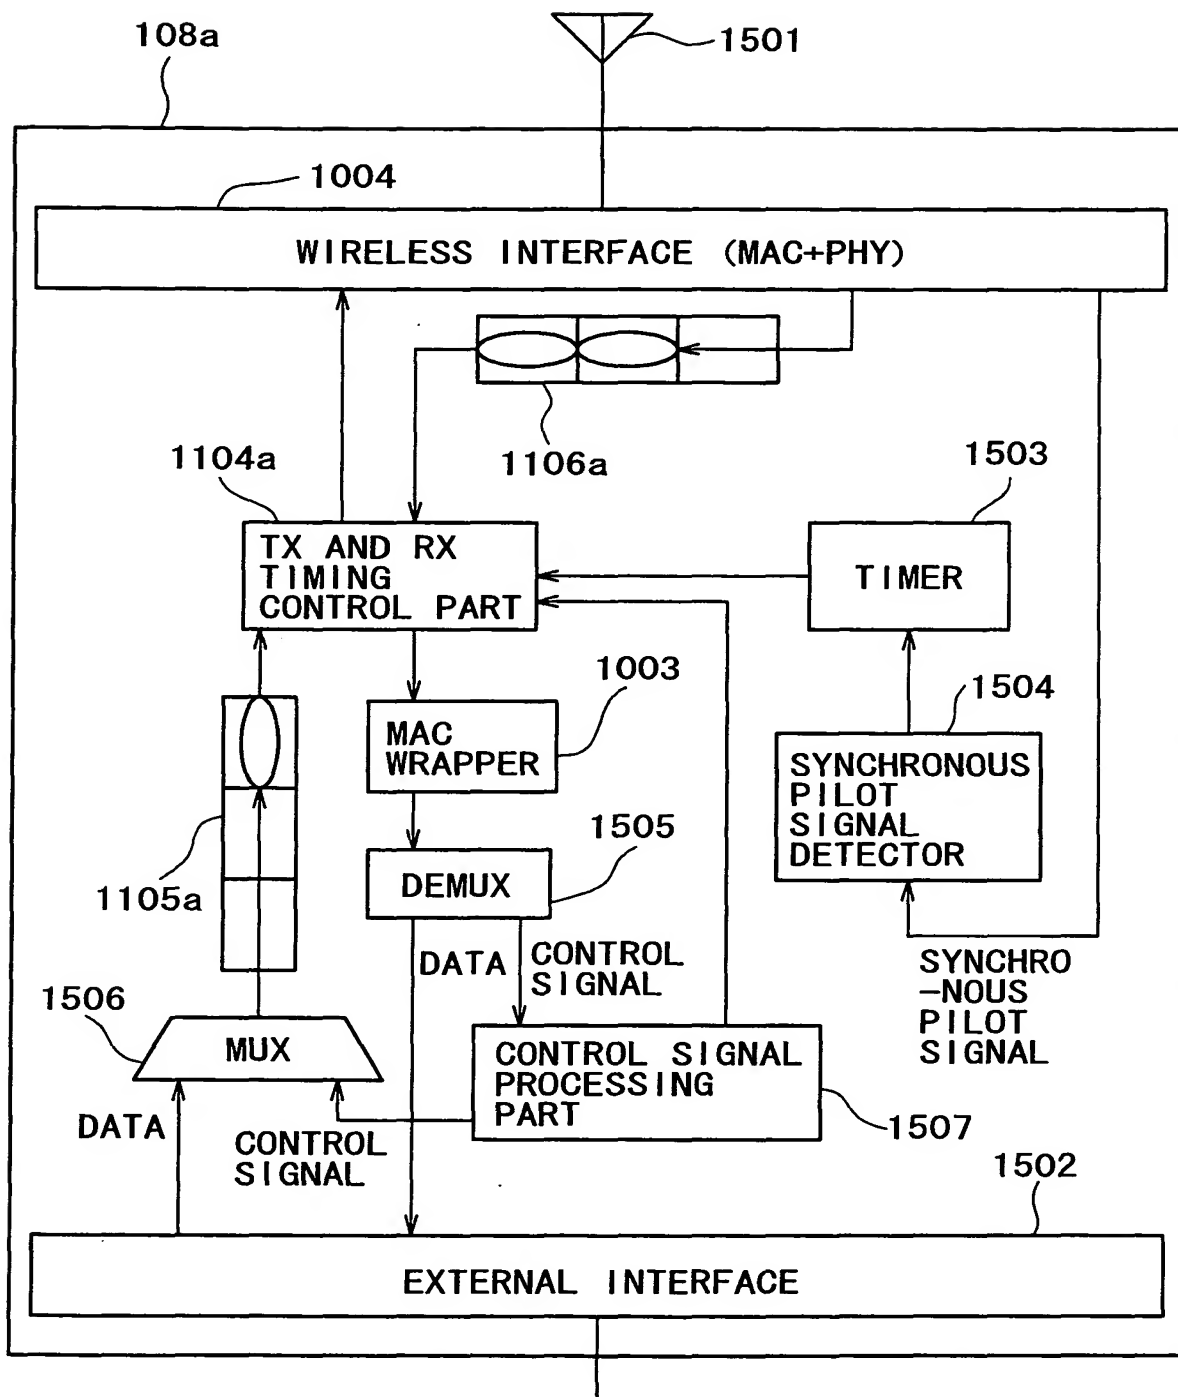 108a
1501
1004
WIRELESS INTERFACE (MAC+PHY)
1106a
1104a
1503
TX AND RX
TIMING
CONTROL PART
TIMER
1003
1504
MAC
WRAPPER
SYNCHRONOUS
PILOT
SIGNAL
DETECTOR
1505
1105a
DEMUX
DATA
CONTROL
SIGNAL
SYNCHRO
-NOUS
PILOT
SIGNAL
1506
MUX
CONTROL SIGNAL
PROCESSING
PART
DATA
CONTROL
SIGNAL
1507
1502
EXTERNAL INTERFACE